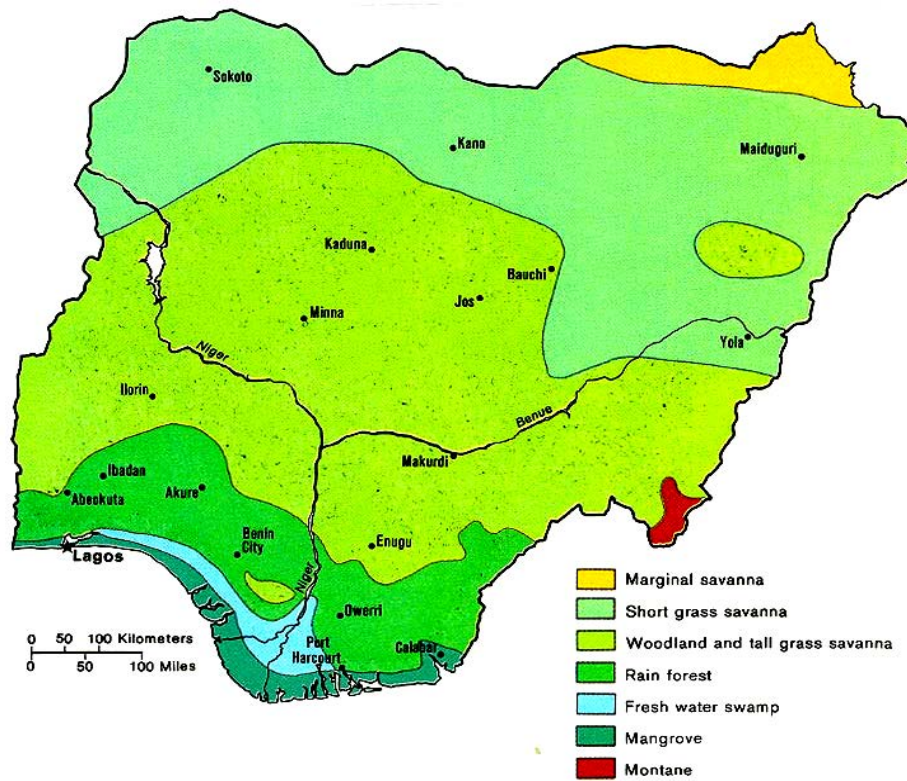 Sokoto
Kano
Maiduguri
Kaduna
Bauchi
Jos
Minna
Yola
Niger
Ilorin
Benue
Makurdi
Ibadan
Abeokuta
Akure
Benin
City
Enugu
Lagos
Niger
Owerri
Port
Harcourt
Calabar
0 50 100 Kilometers
0 50 100 Miles
Marginal savanna
Short grass savanna
Woodland and tall grass savanna
Rain forest
Fresh water swamp
Mangrove
Montane